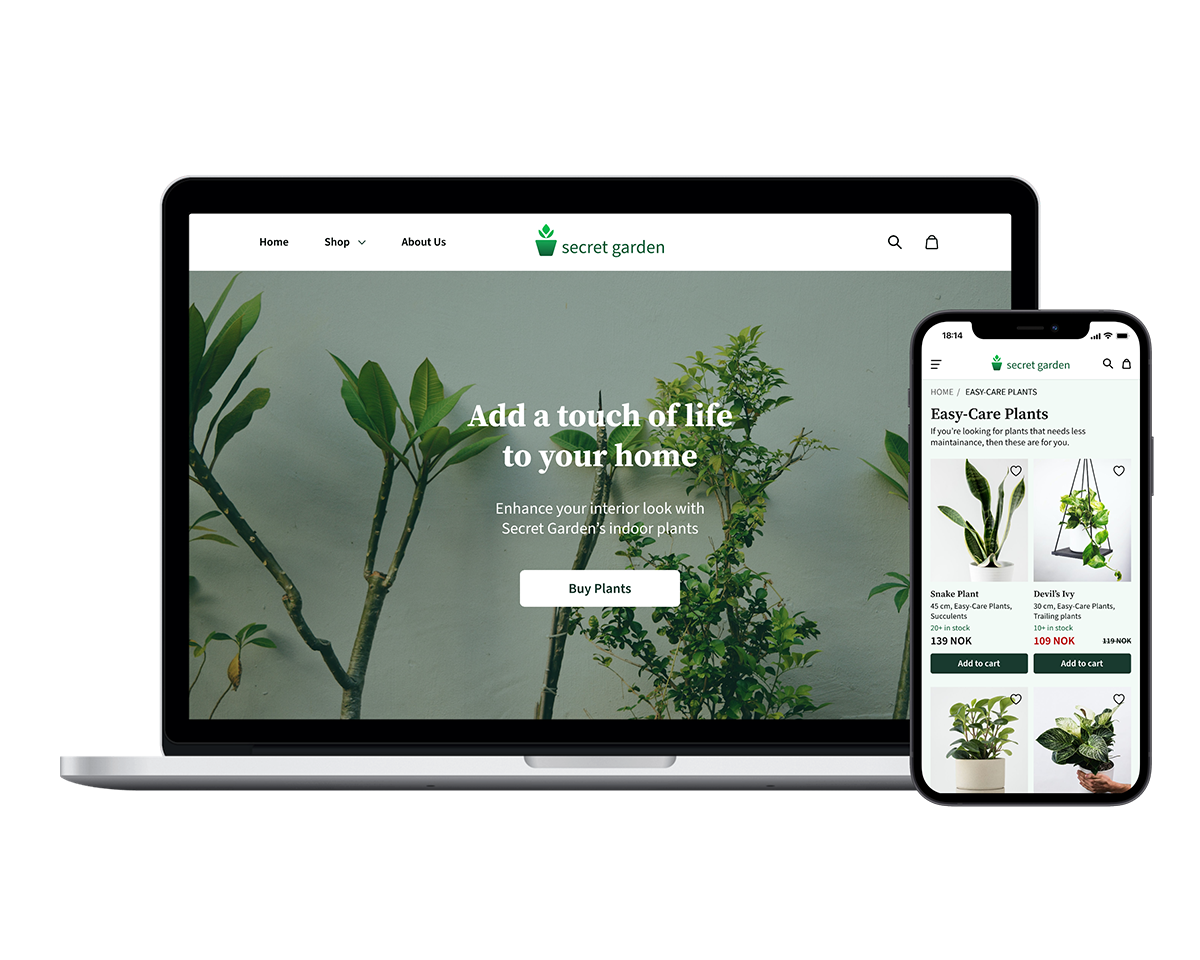 Home
Shop
About Us
secret garden
Add a touch of life
to your home
Enhance your interior look with
Secret Garden's indoor plants
Buy Plants
18:14
secret garden
HOME / EASY-CARE PLANTS
Easy-Care Plants
If you're looking for plants that needs less
maintainance, then these are for you.
Snake Plant
45 cm, Easy-Care Plants,
Succulents
20+ in stock
139 NOK
Add to cart
Devil's Ivy
30 cm, Easy-Care Plants,
Trailing plants
10+ in stock
109 NOK 119 NOK
Add to cart